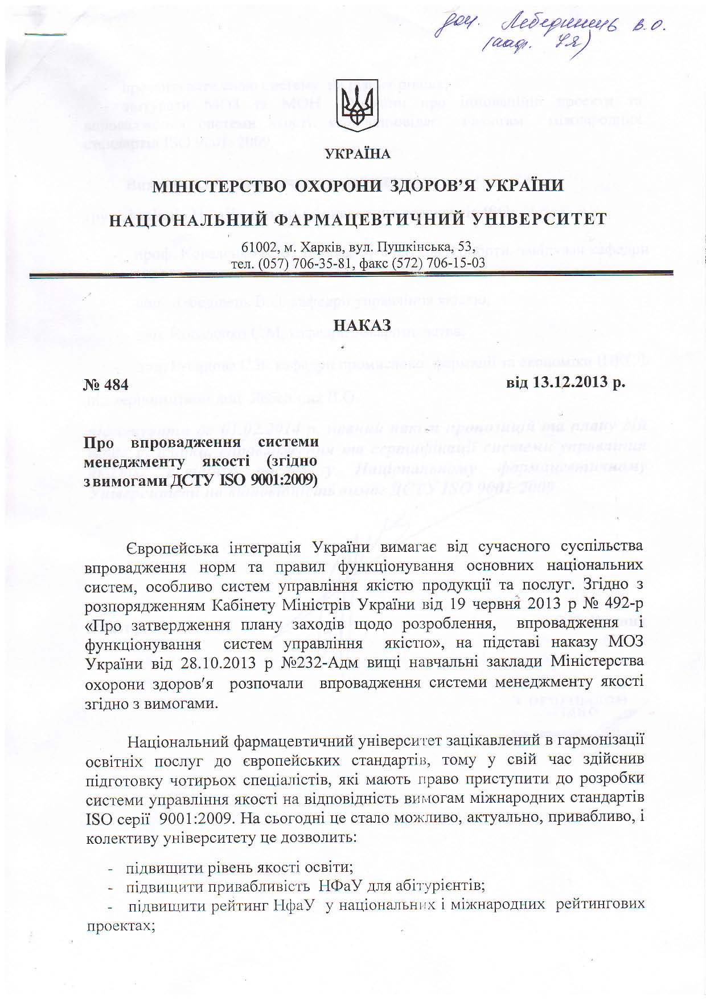 доц. Лебединець В.О.
(каф. УЯ)
УКРАЇНА
МІНІСТЕРСТВО ОХОРОНИ ЗДОРОВ’Я УКРАЇНИ
НАЦІОНАЛЬНИЙ ФАРМАЦЕВТИЧНИЙ УНІВЕРСИТЕТ
61002, м. Харків, вул. Пушкінська, 53,
тел. (057) 706-35-81, факс (572) 706-15-03
НАКАЗ
№ 484 від 13.12.2013 р.
Про впровадження системи
менеджменту якості (згідно
з вимогами ДСТУ ISO 9001:2009)
Європейська інтеграція України вимагає від сучасного суспільства
впровадження норм та правил функціонування основних національних
систем, особливо систем управління якістю продукції та послуг. Згідно з
розпорядженням Кабінету Міністрів України від 19 червня 2013 р № 492-р
«Про затвердження плану заходів щодо розроблення, впровадження і
функціонування систем управління якістю», на підставі наказу МОЗ
України від 28.10.2013 р №232-Адм вищі навчальні заклади Міністерства
охорони здоров'я розпочали впровадження системи менеджменту якості
згідно з вимогами.
Національний фармацевтичний університет зацікавлений в гармонізації
освітніх послуг до європейських стандартів, тому у свій час здійснив
підготовку чотирьох спеціалістів, які мають право приступити до розробки
системи управління якості на відповідність вимогам міжнародних стандартів
ISO серії 9001:2009. На сьогодні це стало можливо, актуально, привабливо, і
колективу університету це дозволить:
- підвищити рівень якості освіти;
- підвищити привабливість НФаУ для абітурієнтів;
- підвищити рейтинг НфаУ у національних і міжнародних рейтингових
проектах;